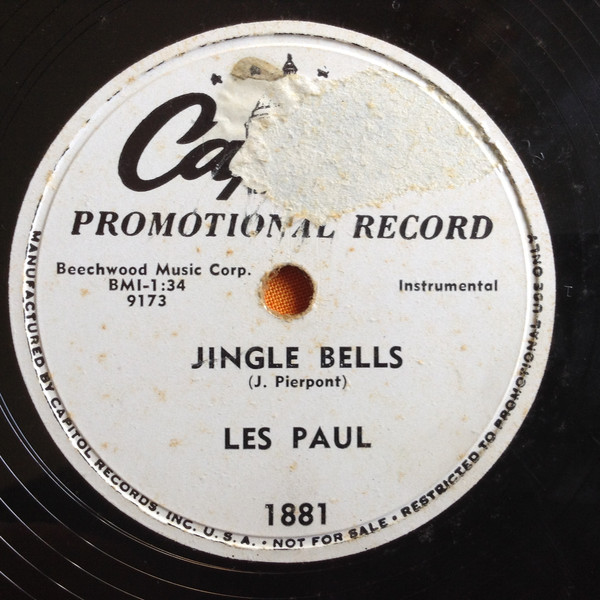 Cap
PROMOTIONAL RECORD
Beechwood Music Corp.
BMI-1:34
9173
Instrumental
JINGLE BELLS
(J. Pierpont)
LES PAUL
1881
MANUFACTURED BY CAPITOL RECORDS, INC. U.S.A. • NOT FOR SALE • RESTRICTED TO PROMOTIONAL USE ONLY